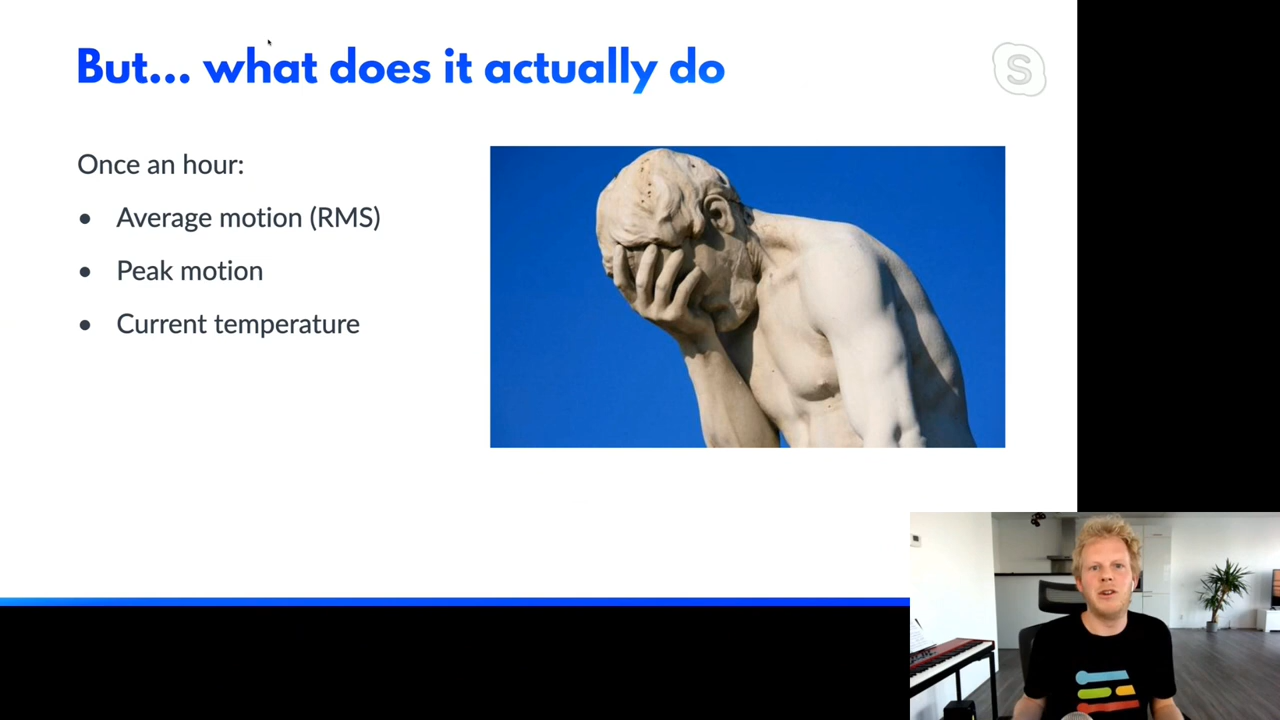 But... what does it actually do
S
Once an hour:
• Average motion (RMS)
• Peak motion
• Current temperature